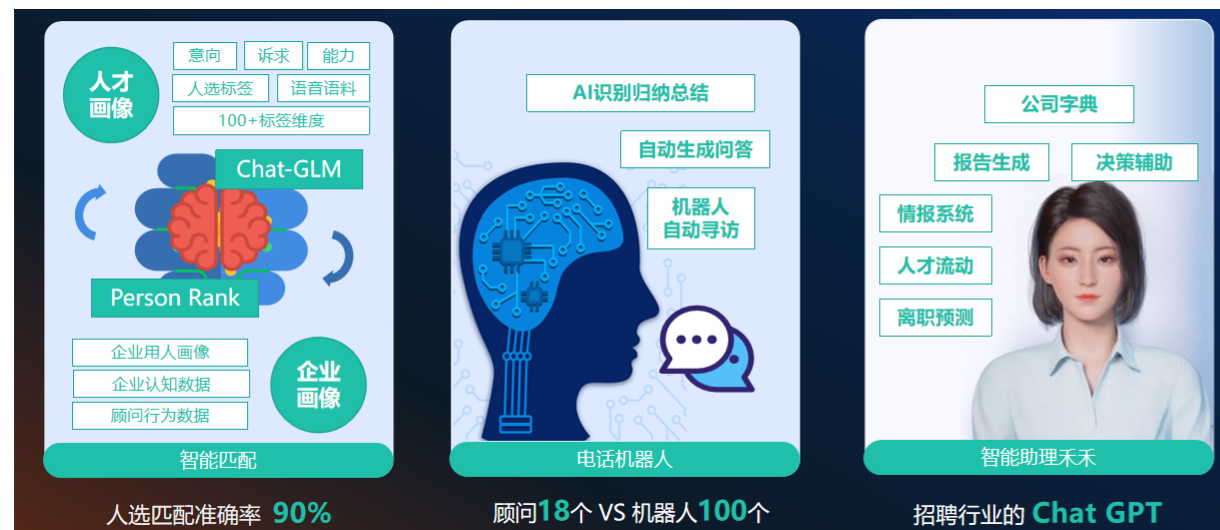 人才
画像
意向
诉求
能力
人选标签
语音语料
100+标签维度
Chat-GLM
Person Rank
企业用人画像
企业认知数据
顾问行为数据
企业
画像
智能匹配
人选匹配准确率 90%
AI识别归纳总结
自动生成问答
机器人
自动寻访
电话机器人
顾问18个 VS 机器人100个
公司字典
报告生成
决策辅助
情报系统
人才流动
离职预测
智能助理禾禾
招聘行业的 Chat GPT